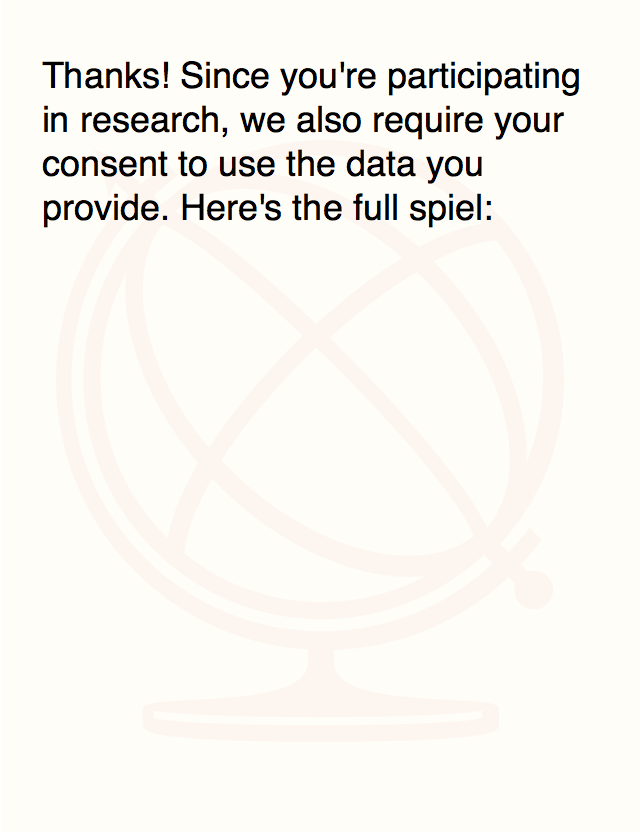 Thanks! Since you're participating
in research, we also require your
consent to use the data you
provide. Here's the full spiel: